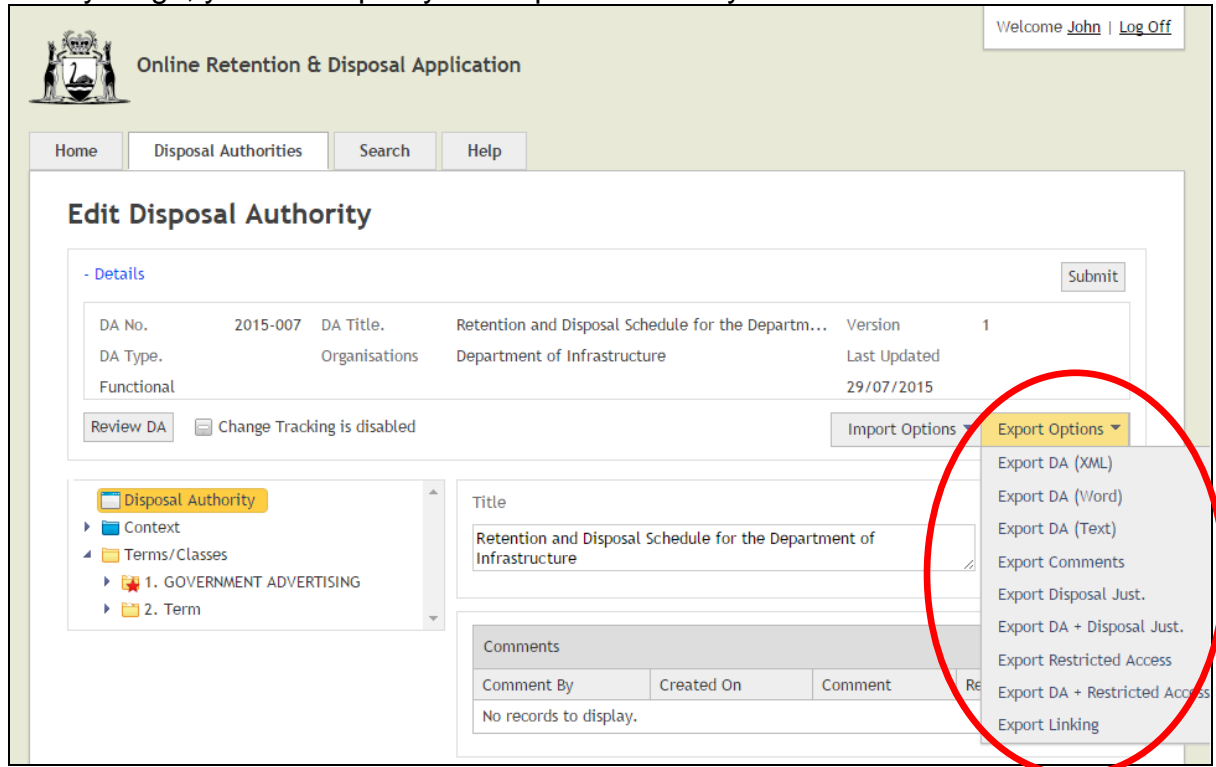 Welcome John | Log Off
Online Retention & Disposal Application
Home Disposal Authorities Search Help
Edit Disposal Authority
- Details Submit
DA No. 2015-007 DA Title. Retention and Disposal Schedule for the Departm... Version 1
DA Type. Organisations Department of Infrastructure Last Updated
Functional 29/07/2015
Review DA Change Tracking is disabled Import Options Export Options
Export DA (XML)
Export DA (Word)
Export DA (Text)
Export Comments
Export Disposal Just.
Export DA + Disposal Just.
Export Restricted Access
Export DA + Restricted Access
Export Linking
Disposal Authority
Context
Terms/Classes
1. GOVERNMENT ADVERTISING
2. Term
Title
Retention and Disposal Schedule for the Department of
Infrastructure
Comments
Comment By Created On Comment Re
No records to display.